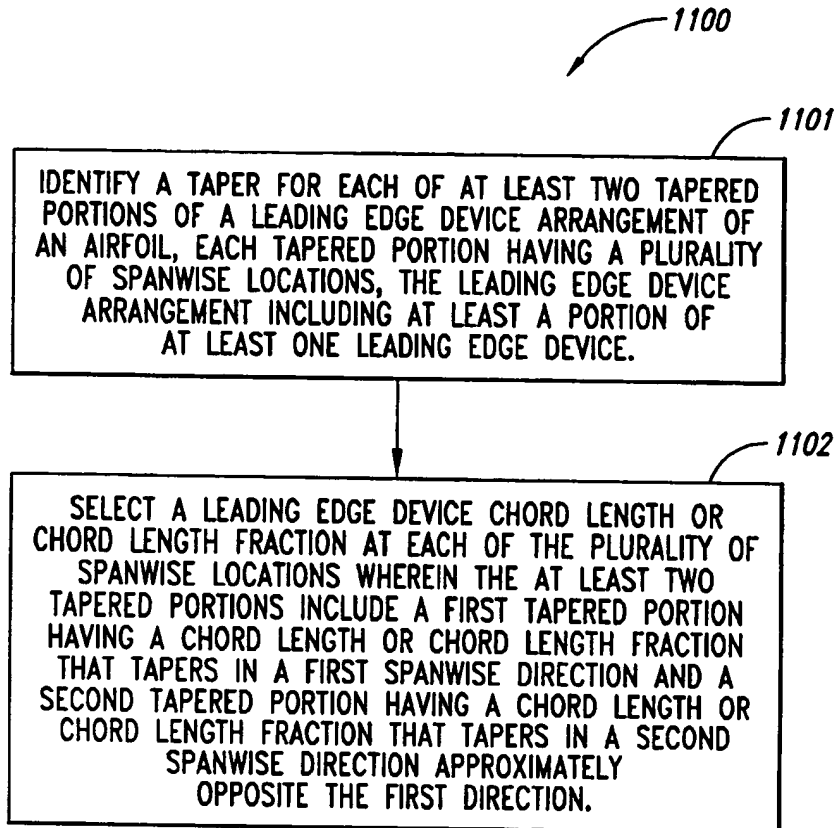 1100
1101
IDENTIFY A TAPER FOR EACH OF AT LEAST TWO TAPERED
PORTIONS OF A LEADING EDGE DEVICE ARRANGEMENT OF
AN AIRFOIL, EACH TAPERED PORTION HAVING A PLURALITY
OF SPANWISE LOCATIONS, THE LEADING EDGE DEVICE
ARRANGEMENT INCLUDING AT LEAST A PORTION OF
AT LEAST ONE LEADING EDGE DEVICE.
1102
SELECT A LEADING EDGE DEVICE CHORD LENGTH OR
CHORD LENGTH FRACTION AT EACH OF THE PLURALITY OF
SPANWISE LOCATIONS WHEREIN THE AT LEAST TWO
TAPERED PORTIONS INCLUDE A FIRST TAPERED PORTION
HAVING A CHORD LENGTH OR CHORD LENGTH FRACTION
THAT TAPERS IN A FIRST SPANWISE DIRECTION AND A
SECOND TAPERED PORTION HAVING A CHORD LENGTH OR
CHORD LENGTH FRACTION THAT TAPERS IN A SECOND
SPANWISE DIRECTION APPROXIMATELY
OPPOSITE THE FIRST DIRECTION.